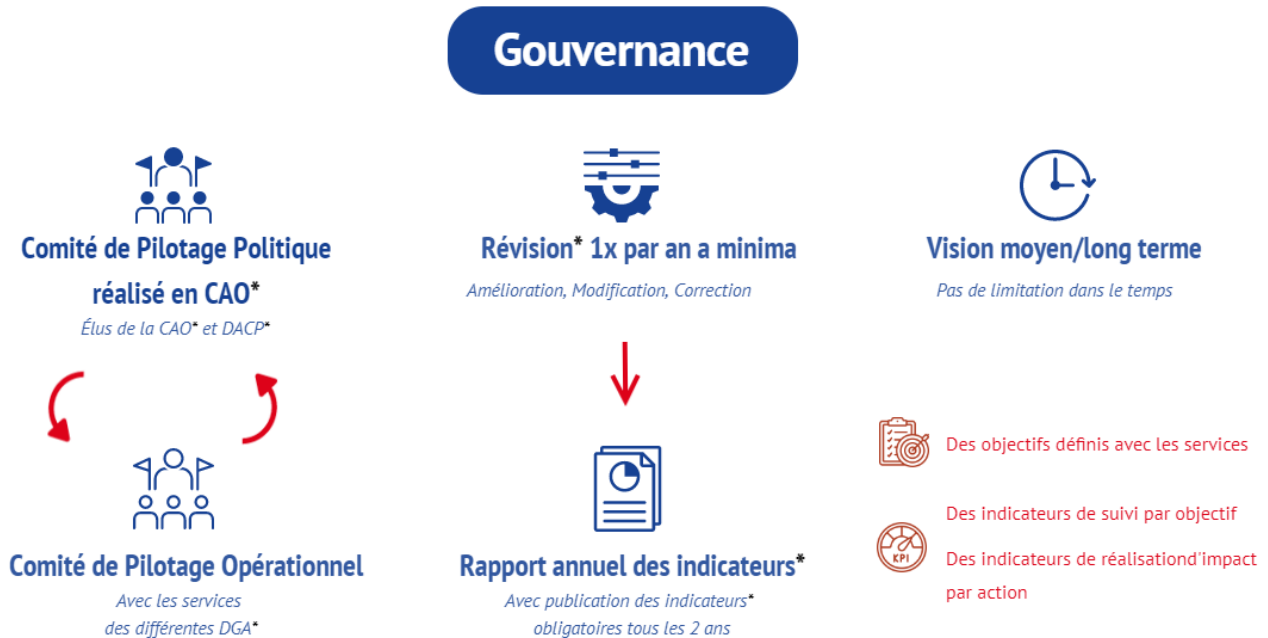 Gouvernance
Comité de Pilotage Politique
réalisé en CAO*
Élus de la CAO* et DACP*
Comité de Pilotage Opérationnel
Avec les services
des différentes DGA*
Révision* 1x par an a minima
Amélioration, Modification, Correction
Rapport annuel des indicateurs*
Avec publication des indicateurs*
obligatoires tous les 2 ans
Vision moyen/long terme
Pas de limitation dans le temps
Des objectifs définis avec les services
KPI
Des indicateurs de suivi par objectif
Des indicateurs de réalisationd'impact
par action